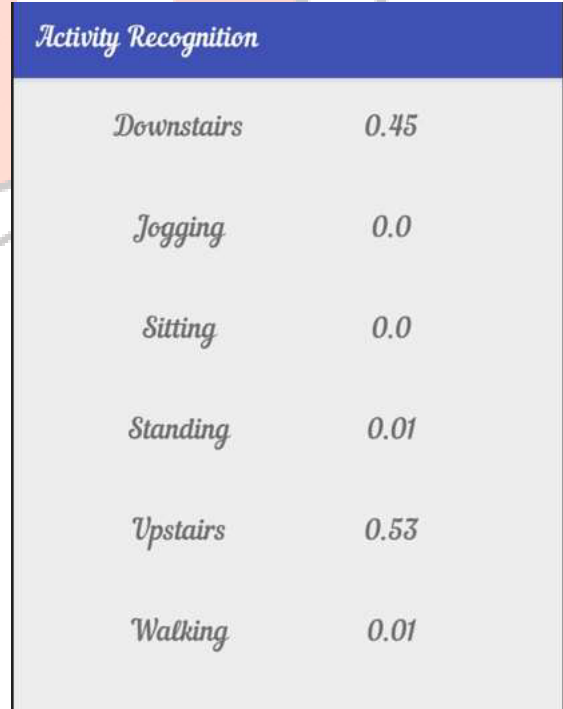 Activity Recognition
Downstairs 0.45
Jogging 0.0
Sitting 0.0
Standing 0.01
Upstairs 0.53
Walking 0.01